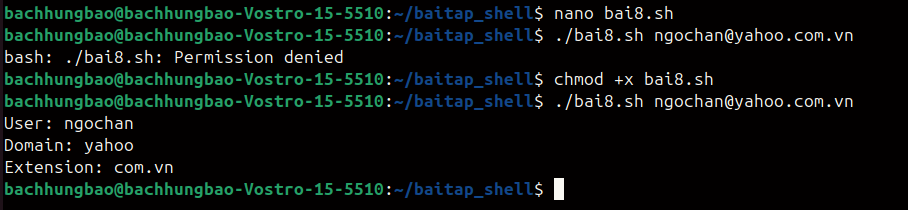 bachhungbao@bachhungbao-Vostro-15-5510:~/baitap_shell$ nano bai8.sh
bachhungbao@bachhungbao-Vostro-15-5510:~/baitap_shell$ ./bai8.sh ngochan@yahoo.com.vn
bash: ./bai8.sh: Permission denied
bachhungbao@bachhungbao-Vostro-15-5510:~/baitap_shell$ chmod +x bai8.sh
bachhungbao@bachhungbao-Vostro-15-5510:~/baitap_shell$ ./bai8.sh ngochan@yahoo.com.vn
User: ngochan
Domain: yahoo
Extension: com.vn
bachhungbao@bachhungbao-Vostro-15-5510:~/baitap_shell$